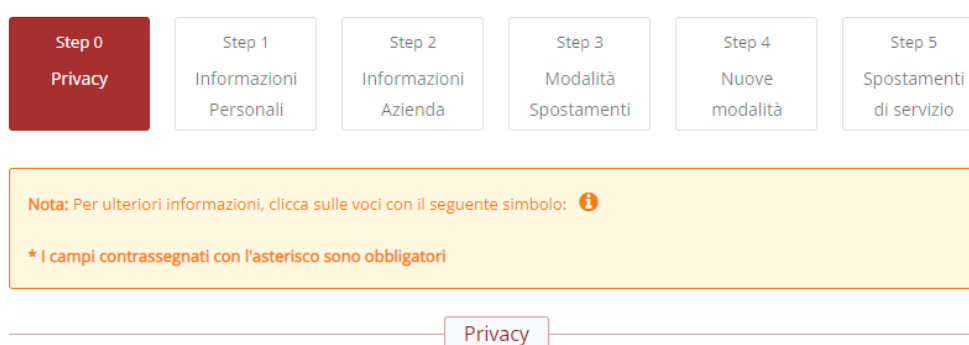 Step 0
Privacy
Step 1
Informazioni
Personali
Step 2
Informazioni
Azienda
Step 3
Modalità
Spostamenti
Step 4
Nuove
modalità
Step 5
Spostamenti
di servizio
Nota: Per ulteriori informazioni, clicca sulle voci con il seguente simbolo:
* I campi contrassegnati con l'asterisco sono obbligatori
Privacy